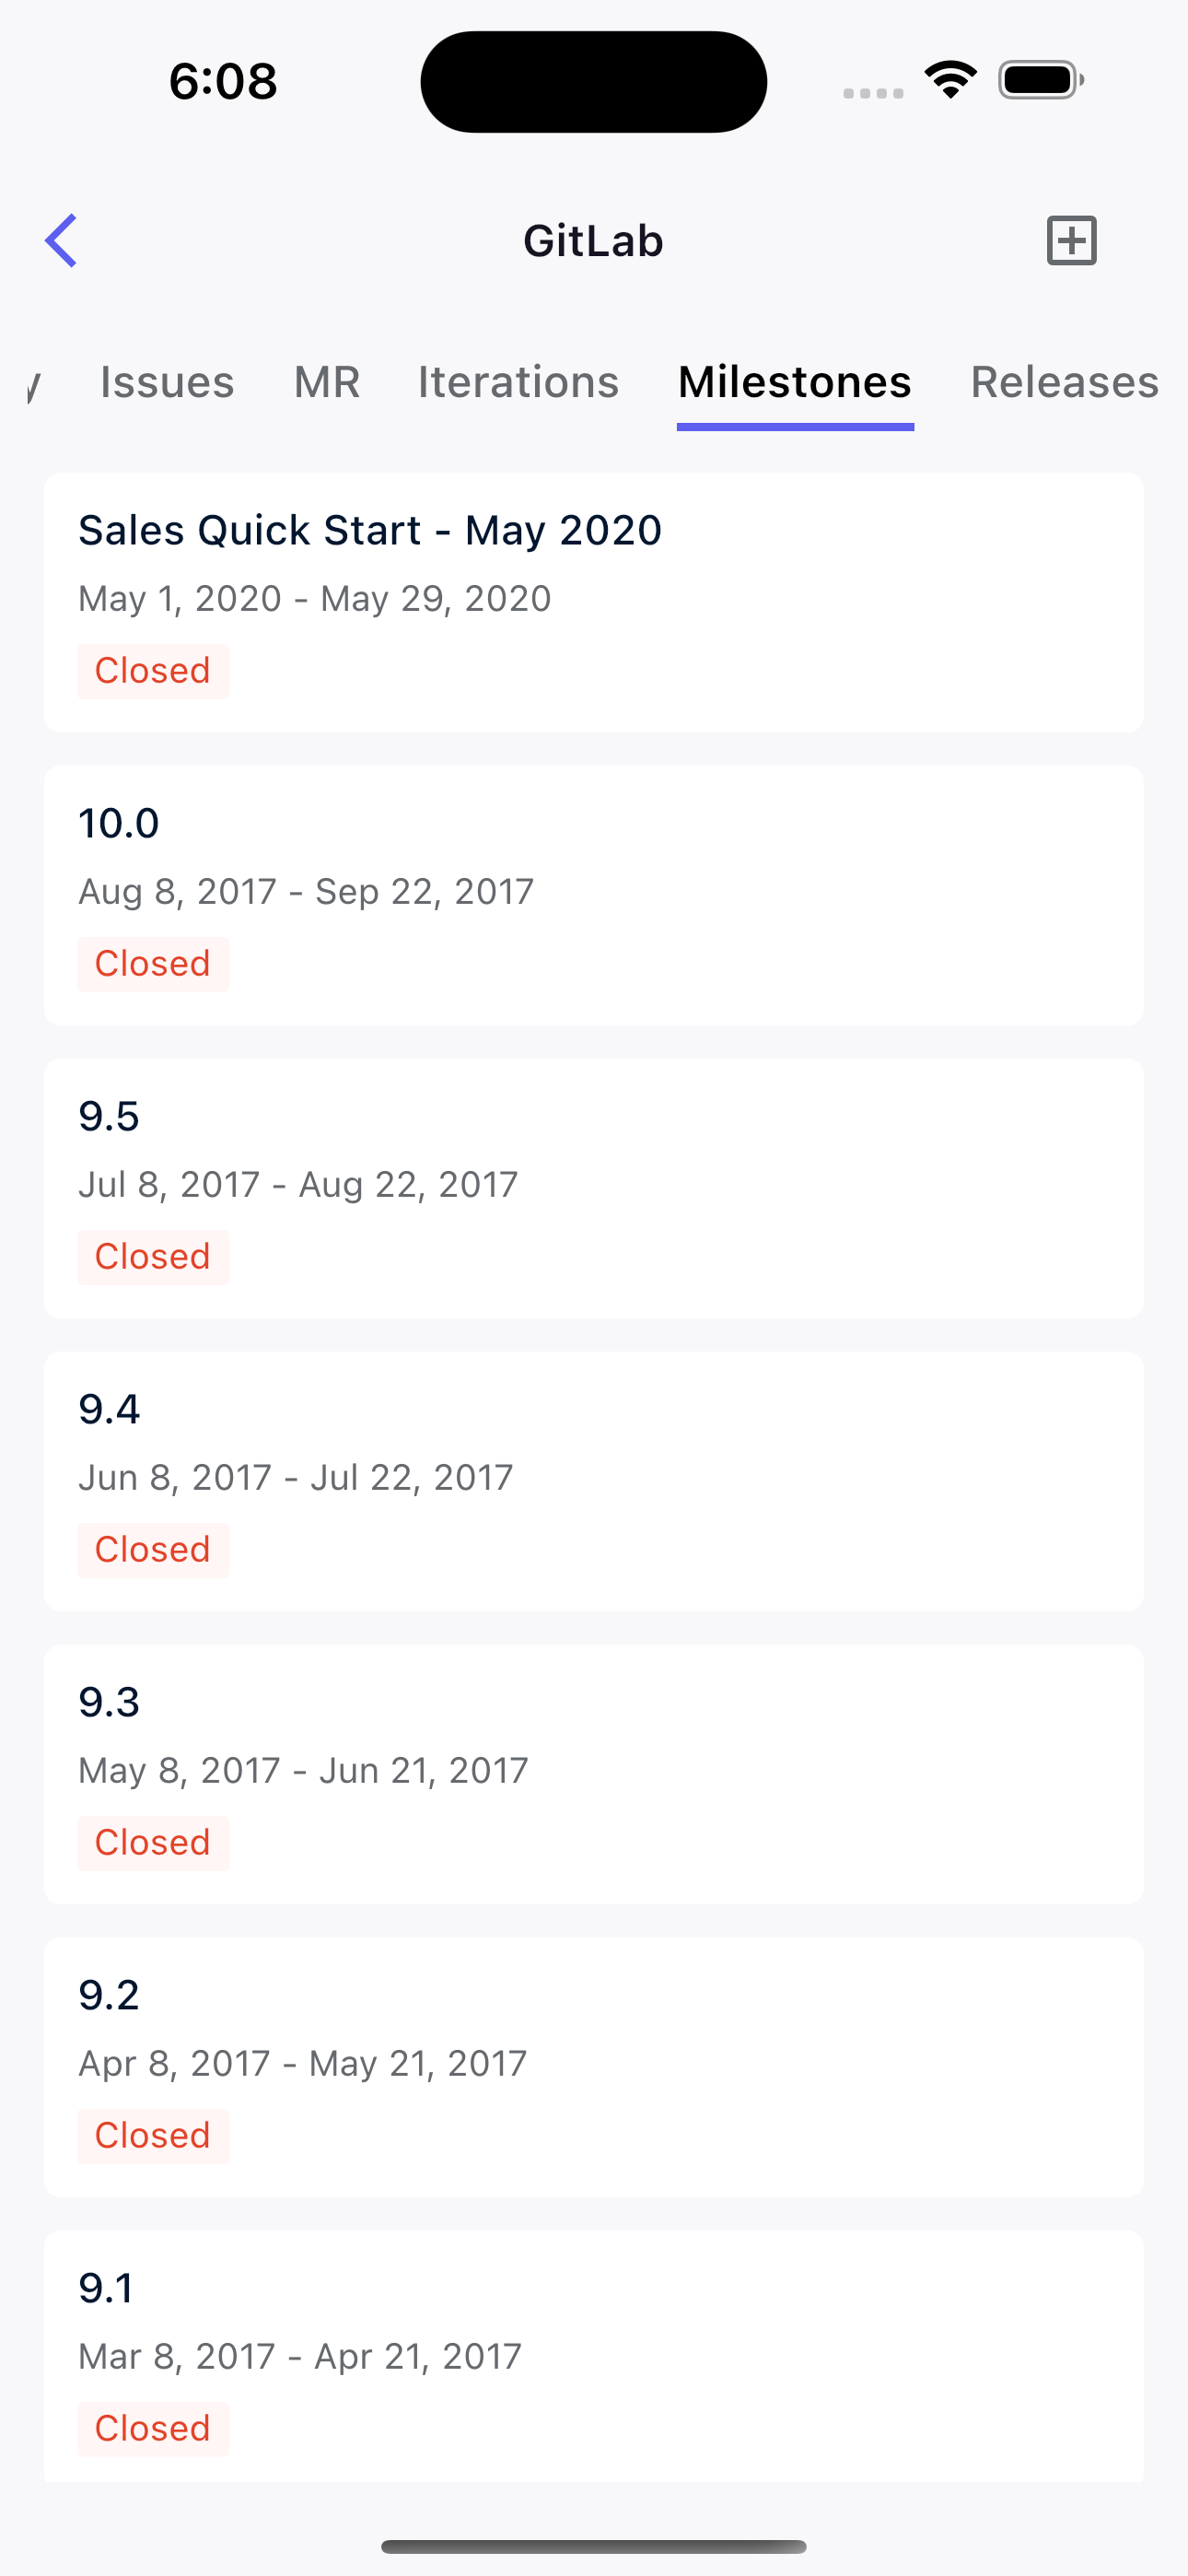 6:08
GitLab
y Issues MR Iterations Milestones Releases
Sales Quick Start - May 2020
May 1, 2020 - May 29, 2020
Closed
10.0
Aug 8, 2017 - Sep 22, 2017
Closed
9.5
Jul 8, 2017 - Aug 22, 2017
Closed
9.4
Jun 8, 2017 - Jul 22, 2017
Closed
9.3
May 8, 2017 - Jun 21, 2017
Closed
9.2
Apr 8, 2017 - May 21, 2017
Closed
9.1
Mar 8, 2017 - Apr 21, 2017
Closed